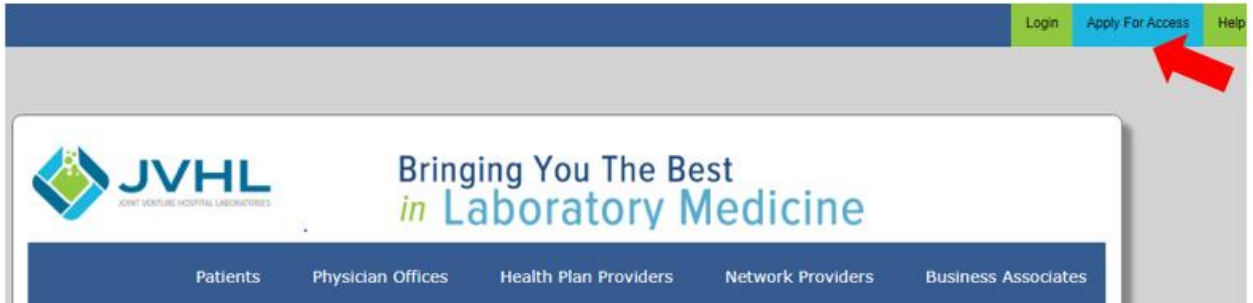 Login Apply For Access Help
JVHL
JOINT VENTURE HOSPITAL LABORATORIES
Bringing You The Best
in Laboratory Medicine
Patients Physician Offices Health Plan Providers Network Providers Business Associates